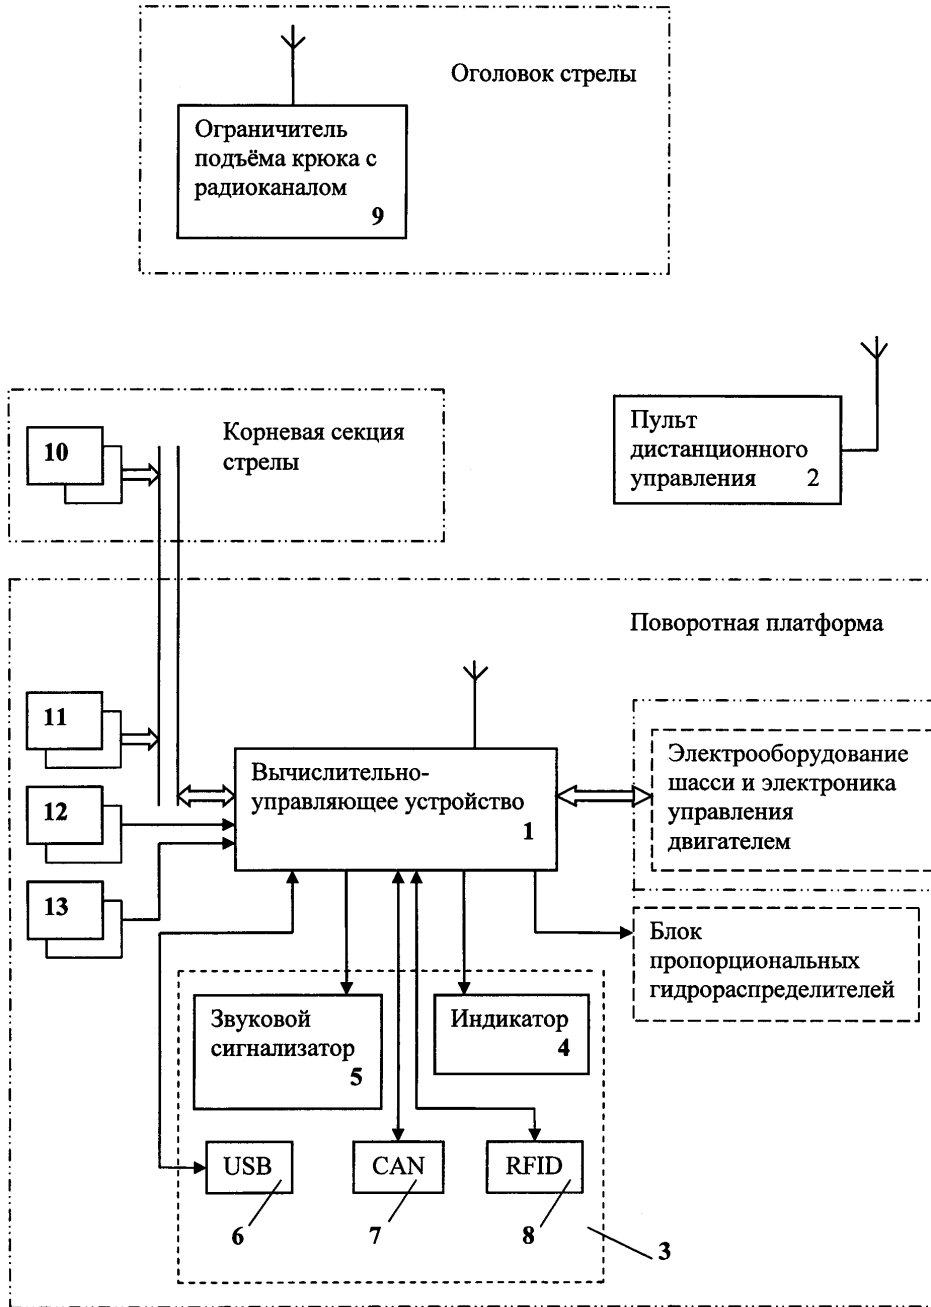 Оголовок стрелы
Ограничитель
подъёма крюка с
радиоканалом
9
Корневая секция
стрелы
10
Пульт
дистанционного
управления 2
Поворотная платформа
11
12
13
Вычислительно-
управляющее устройство
1
Электрооборудование
шасси и электроника
управления
двигателем
Блок
пропорциональных
гидрораспределителей
Звуковой
сигнализатор
5
Индикатор
4
USB
CAN
RFID
6
7
8
3